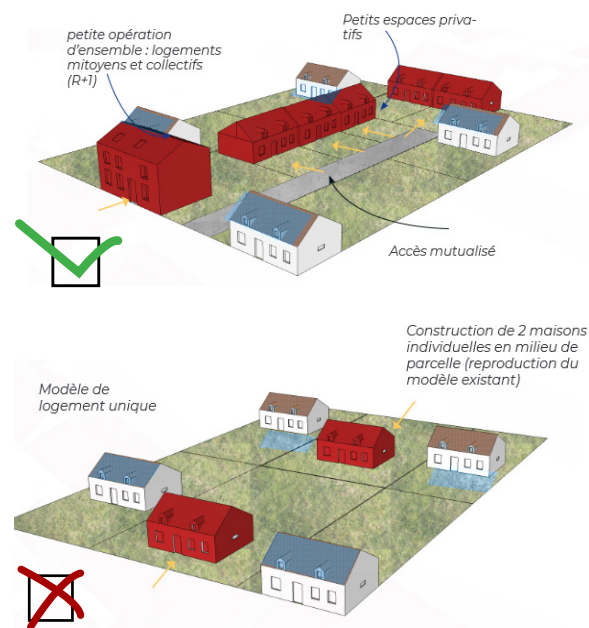 petite opération
d'ensemble : logements
mitoyens et collectifs
(R+1)
Petits espaces priva-
tifs
Accès mutualisé
Construction de 2 maisons
individuelles en milieu de
parcelle (reproduction du
modèle existant)
Modèle de
logement unique